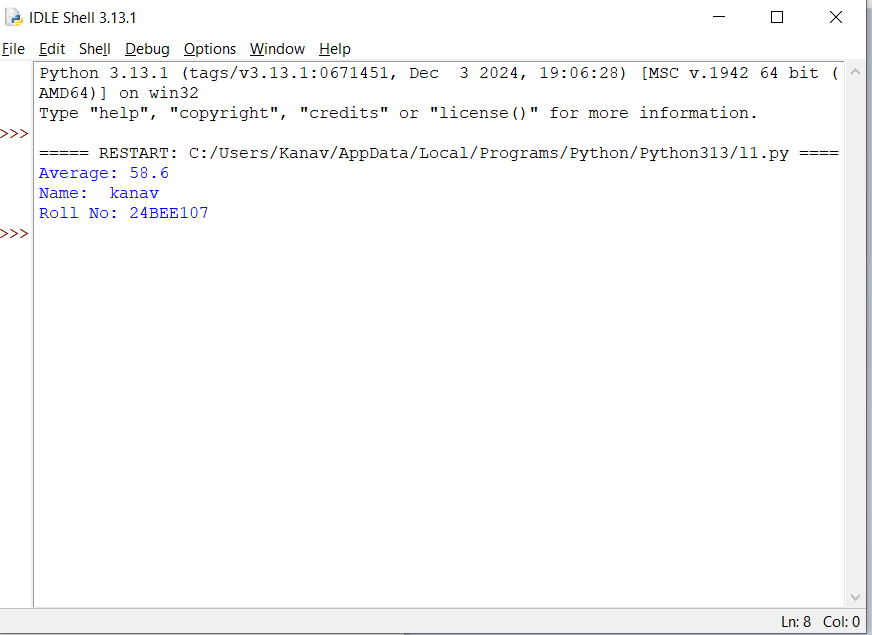 IDLE Shell 3.13.1
File Edit Shell Debug Options Window Help
Python 3.13.1 (tags/v3.13.1:0671451, Dec  3 2024, 19:06:28) [MSC v.1942 64 bit (
AMD64)] on win32
Type "help", "copyright", "credits" or "license()" for more information.
>>>
===== RESTART: C:/Users/Kanav/AppData/Local/Programs/Python/Python313/l1.py ====
Average: 58.6
Name:  kanav
Roll No: 24BEE107
>>>
Ln: 8 Col: 0